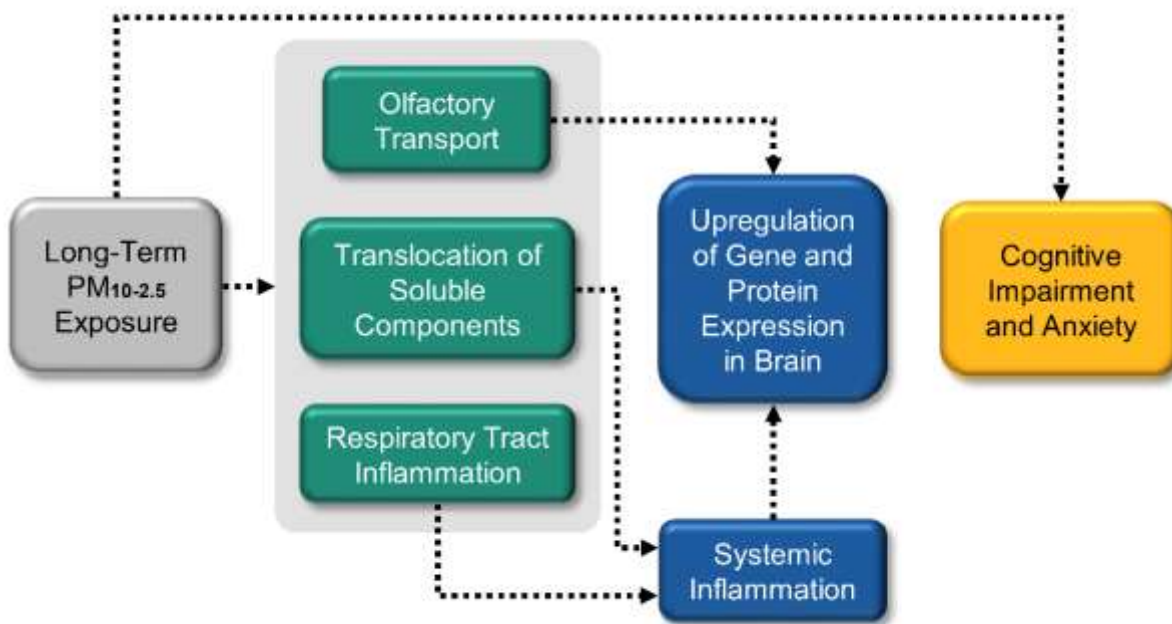 Olfactory
Transport
Long-Term
PM10-2.5
Exposure
Translocation of
Soluble
Components
Upregulation
of Gene and
Protein
Expression
in Brain
Cognitive
Impairment
and Anxiety
Respiratory Tract
Inflammation
Systemic
Inflammation